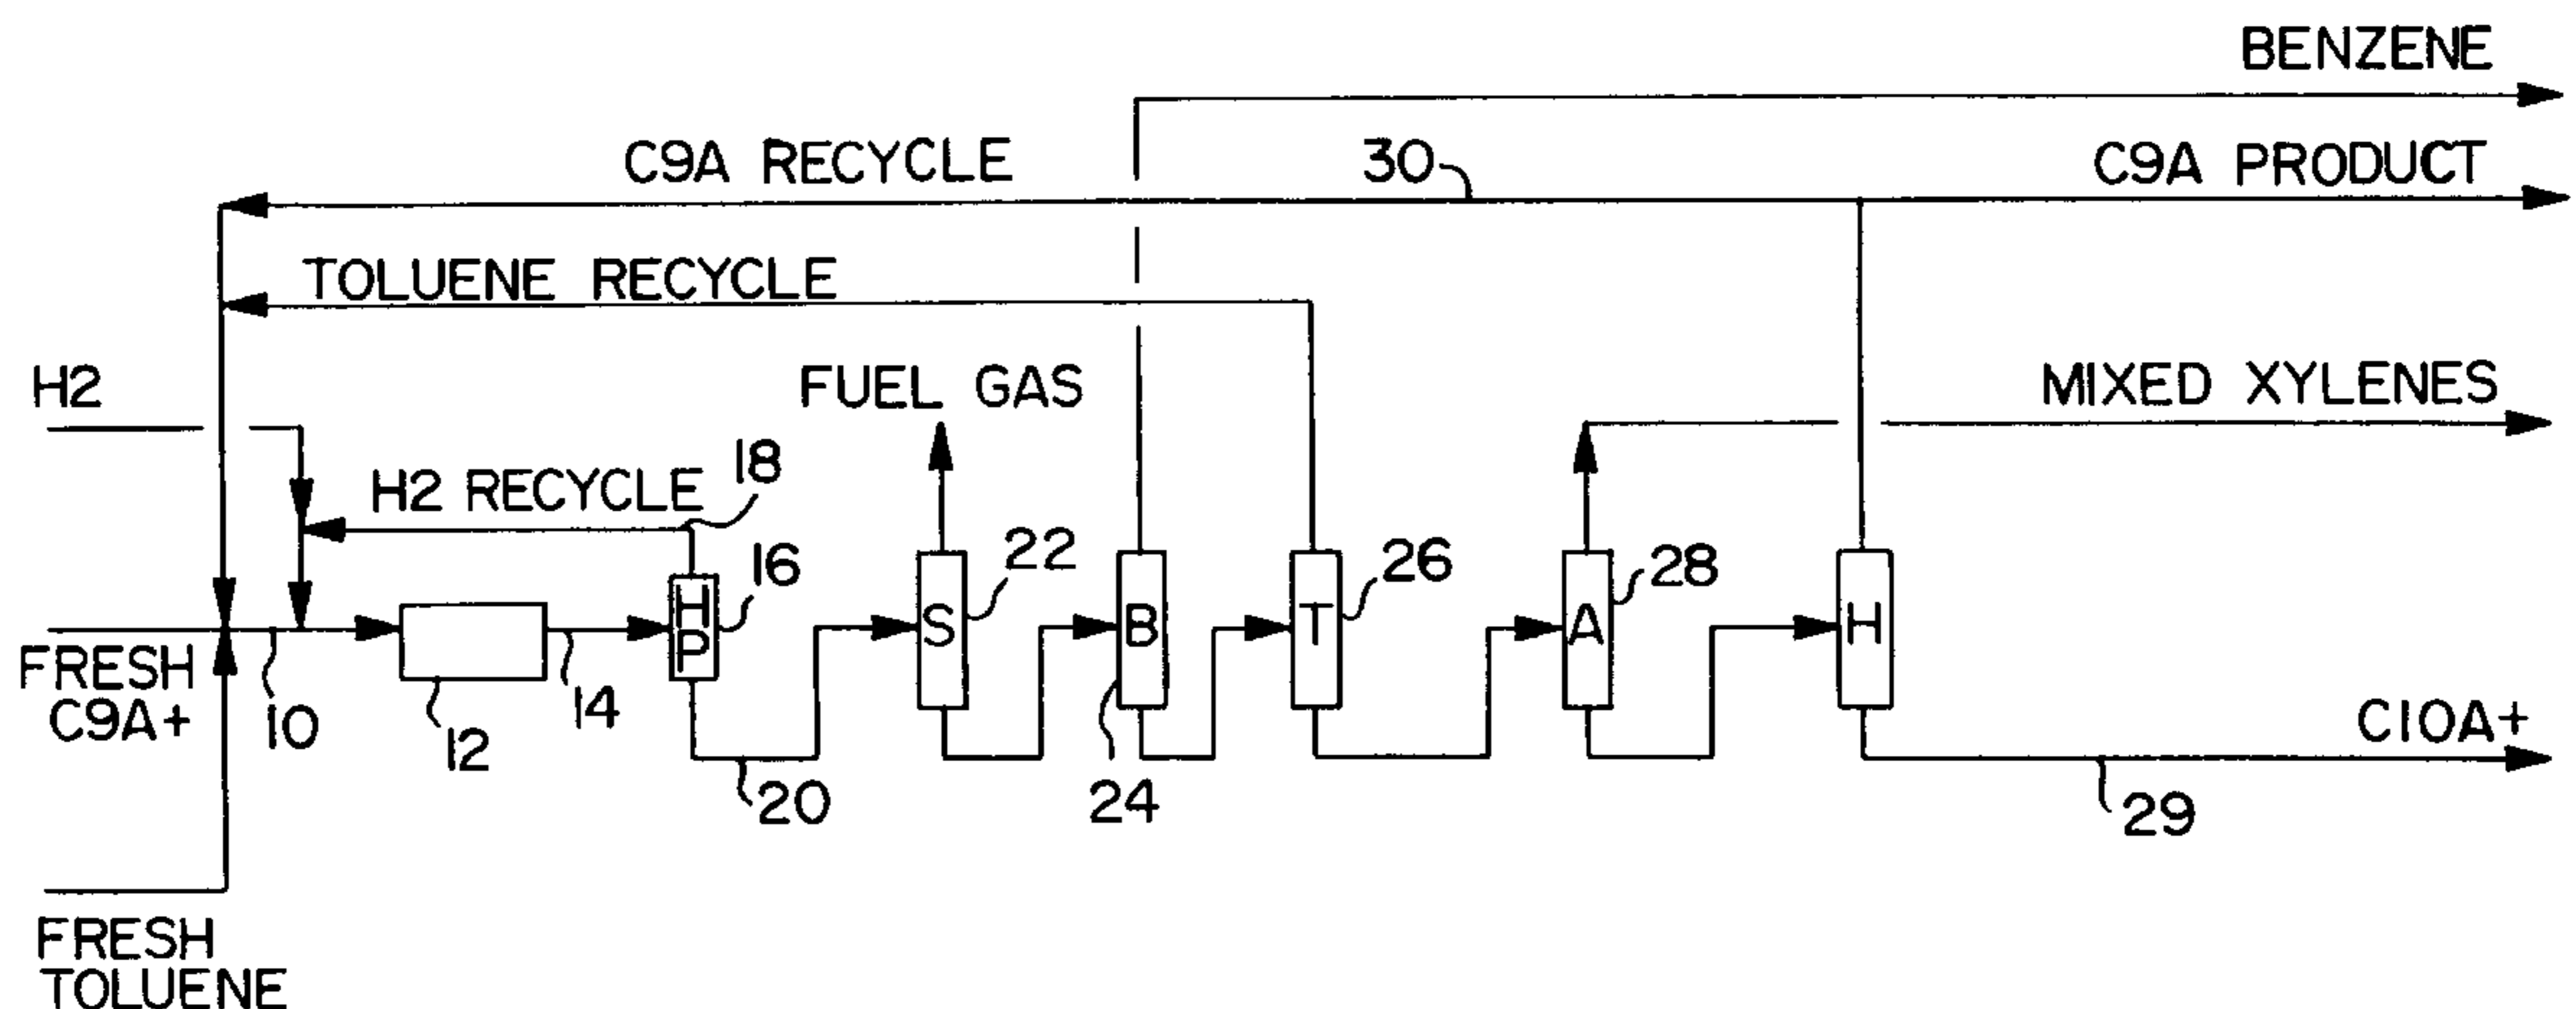 BENZENE
C9A RECYCLE
30
C9A PRODUCT
TOLUENE RECYCLE
H2
FUEL GAS
MIXED XYLENES
H2 RECYCLE
18
HP
16
S
22
B
T
26
A
28
H
FRESH
C9A+
10
12
14
20
24
C10A+
29
FRESH
TOLUENE